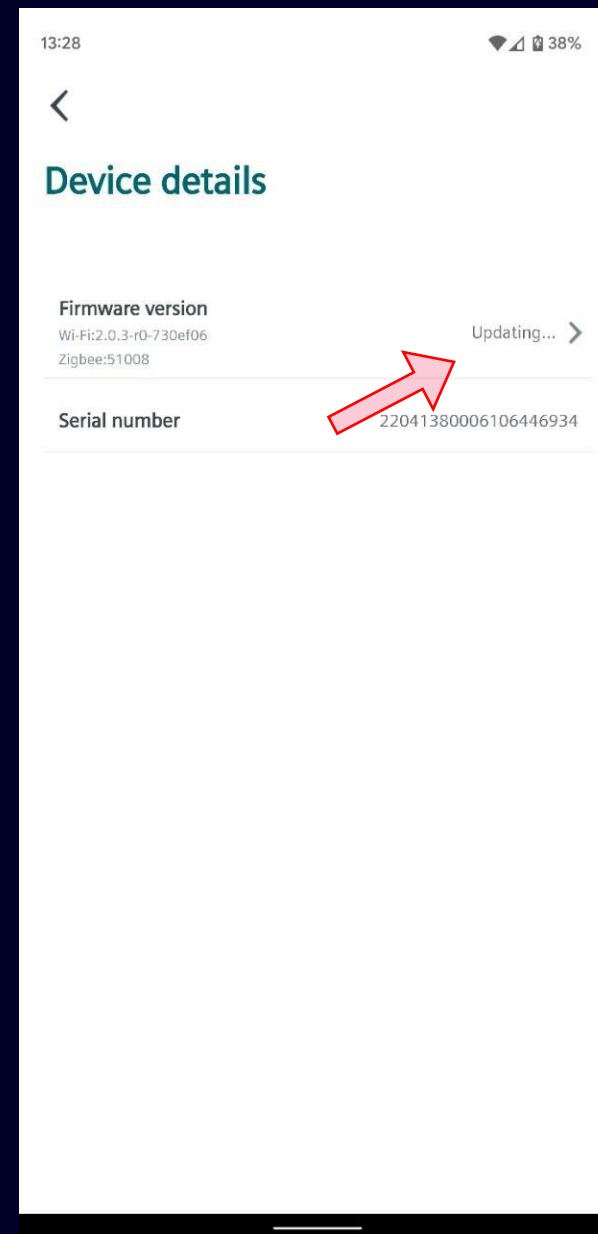 13:28
38%
Device details
Firmware version
Wi-Fi:2.0.3-r0-730ef06
Zigbee:51008
Updating...
Serial number
22041380006106446934